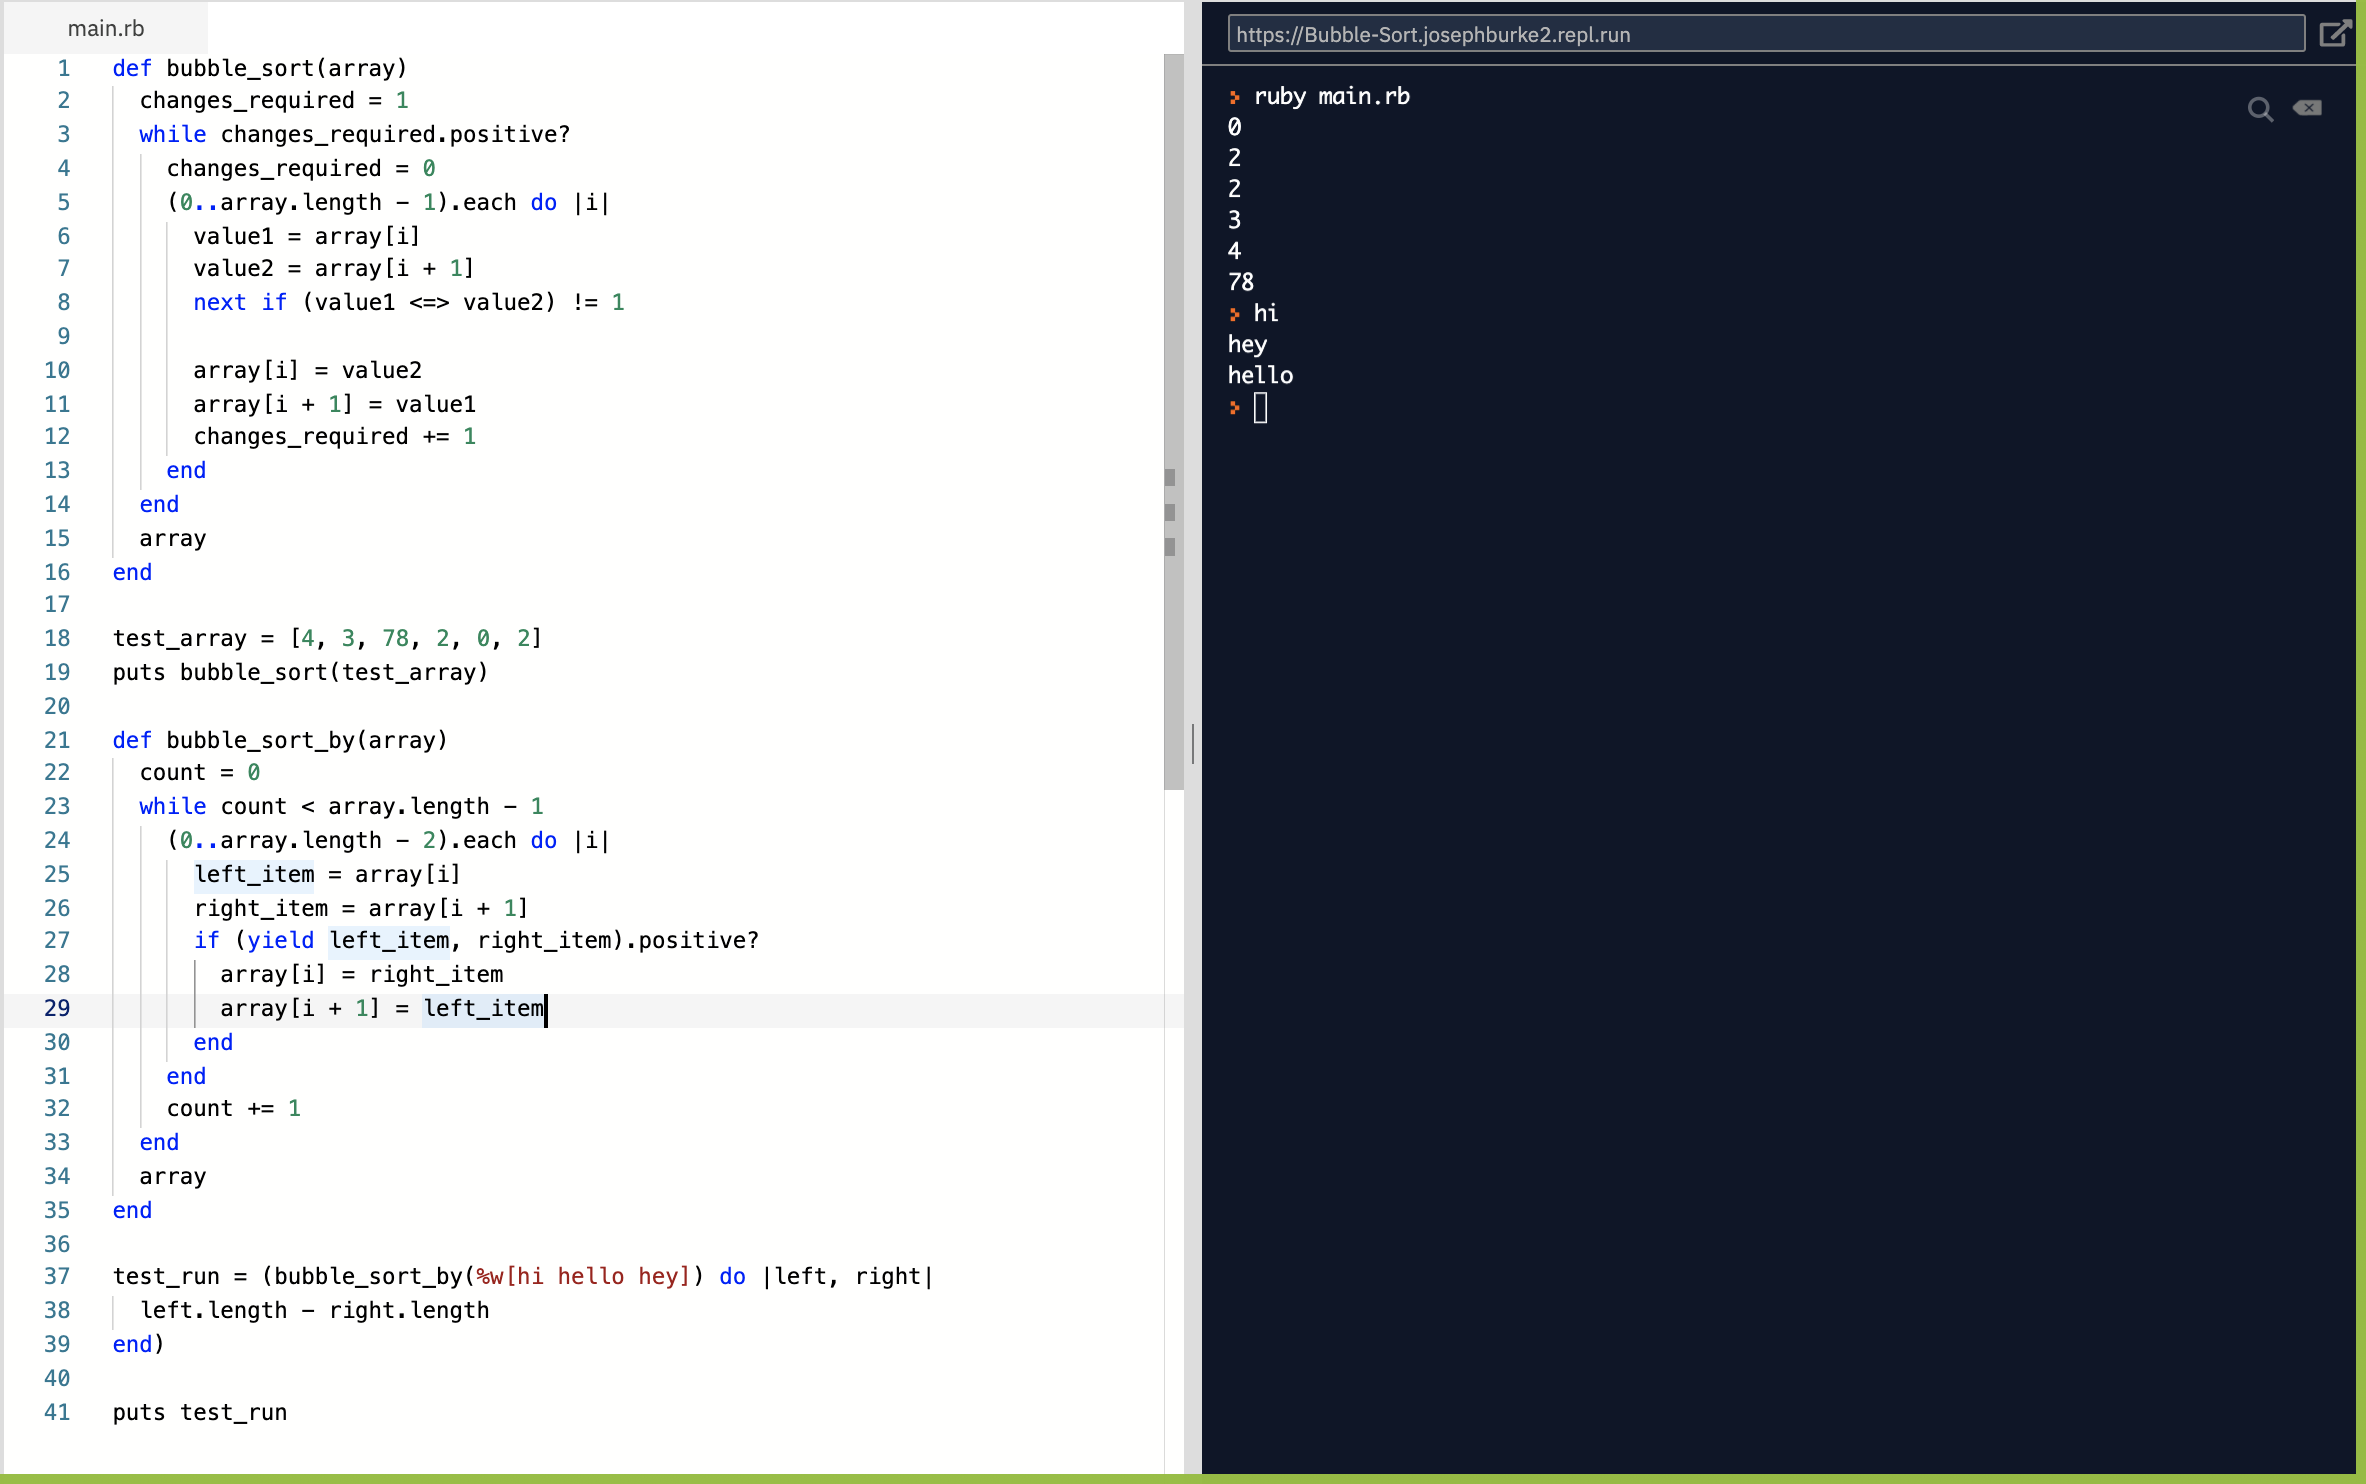 main.rb
1 def bubble_sort(array)
2   changes_required = 1
3   while changes_required.positive?
4     changes_required = 0
5     (0..array.length - 1).each do |i|
6       value1 = array[i]
7       value2 = array[i + 1]
8       next if (value1 <=> value2) != 1
9
10       array[i] = value2
11       array[i + 1] = value1
12       changes_required += 1
13     end
14   end
15   array
16 end
17
18 test_array = [4, 3, 78, 2, 0, 2]
19 puts bubble_sort(test_array)
20
21 def bubble_sort_by(array)
22   count = 0
23   while count < array.length - 1
24     (0..array.length - 2).each do |i|
25       left_item = array[i]
26       right_item = array[i + 1]
27       if (yield left_item, right_item).positive?
28         array[i] = right_item
29         array[i + 1] = left_item
30       end
31     end
32     count += 1
33   end
34   array
35 end
36
37 test_run = (bubble_sort_by(%w[hi hello hey]) do |left, right|
38   left.length - right.length
39 end)
40
41 puts test_run
https://Bubble-Sort.josephburke2.repl.run
> ruby main.rb
0
2
2
3
4
78
> hi
hey
hello
>